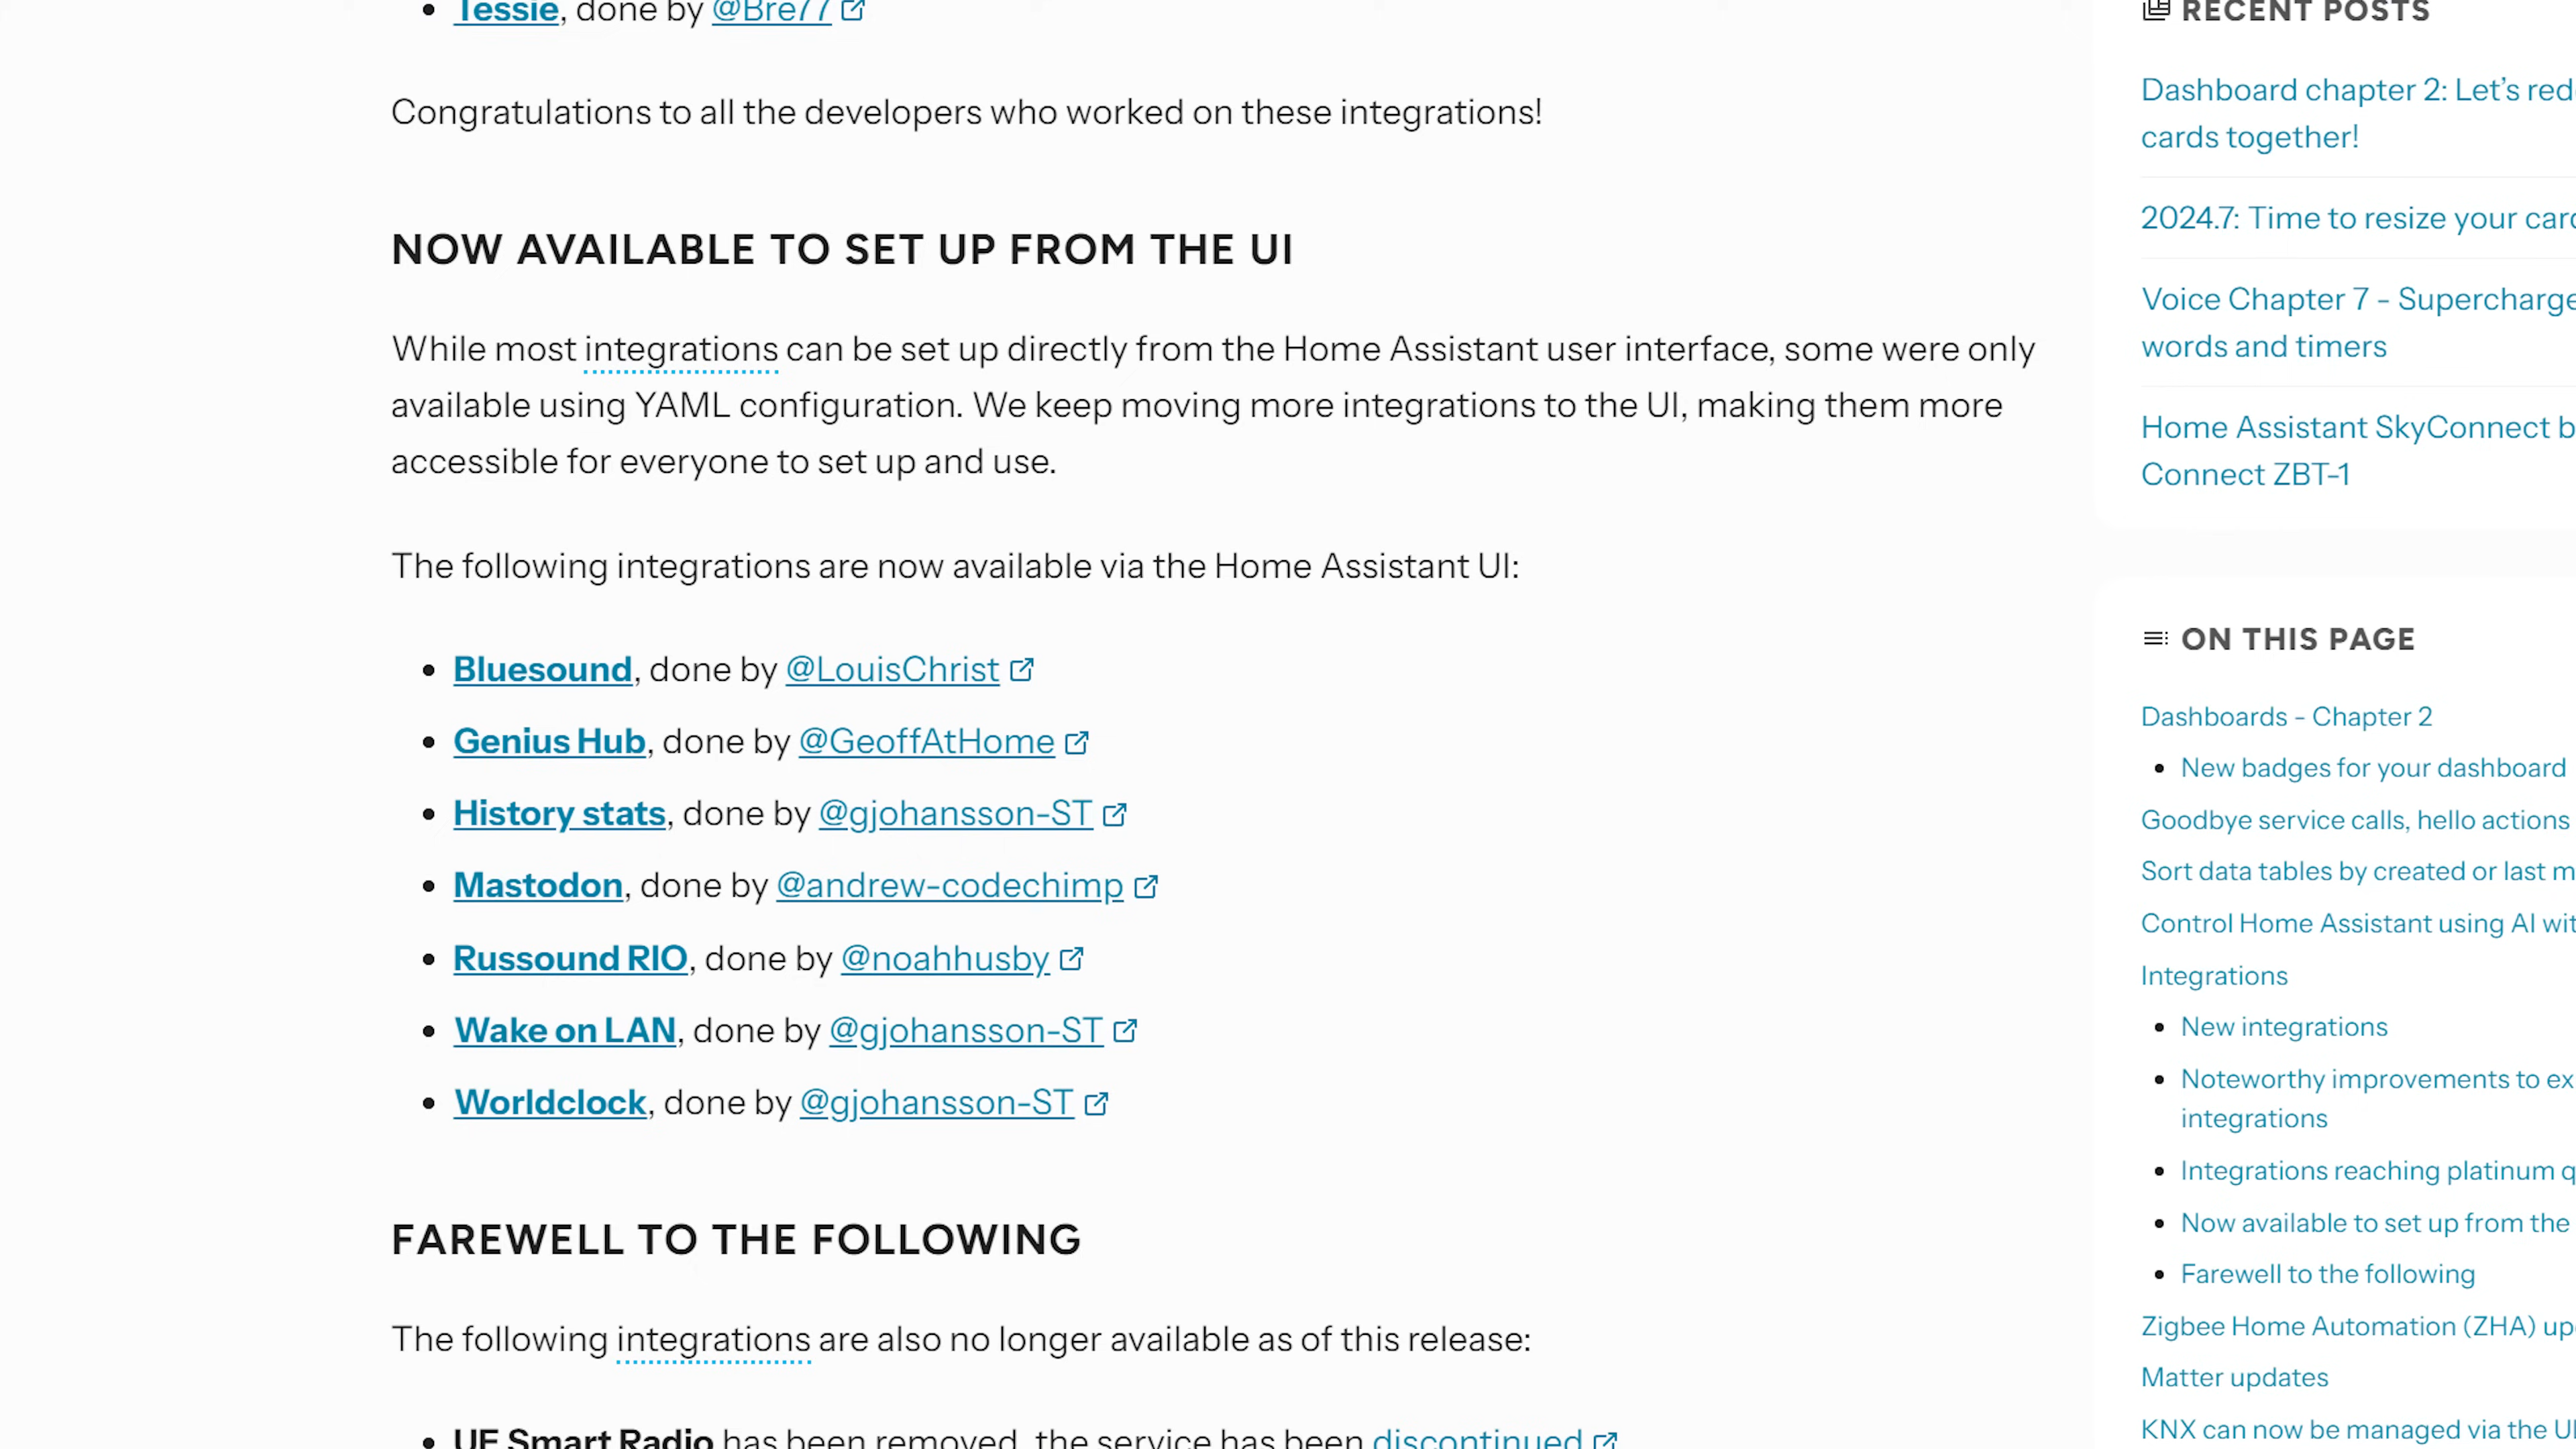 Tessie, done by @Bre77
Congratulations to all the developers who worked on these integrations!
NOW AVAILABLE TO SET UP FROM THE UI
While most integrations can be set up directly from the Home Assistant user interface, some were only
available using YAML configuration. We keep moving more integrations to the UI, making them more
accessible for everyone to set up and use.
The following integrations are now available via the Home Assistant UI:
Bluesound, done by @LouisChrist
Genius Hub, done by @GeoffAtHome
History stats, done by @gjohansson-ST
Mastodon, done by @andrew-codechimp
Russound RIO, done by @noahhusby
Wake on LAN, done by @gjohansson-ST
Worldclock, done by @gjohansson-ST
FAREWELL TO THE FOLLOWING
The following integrations are also no longer available as of this release:
UE Smart Radio has been removed, the service has been discontinued
RECENT POSTS
Dashboard chapter 2: Let's red
cards together!
2024.7: Time to resize your car
Voice Chapter 7 - Supercharge
words and timers
Home Assistant SkyConnect b
Connect ZBT-1
ON THIS PAGE
Dashboards - Chapter 2
New badges for your dashboard
Goodbye service calls, hello actions
Sort data tables by created or last m
Control Home Assistant using AI wit
Integrations
New integrations
Noteworthy improvements to ex
integrations
Integrations reaching platinum q
Now available to set up from the
Farewell to the following
Zigbee Home Automation (ZHA) up
Matter updates
KNX can now be managed via the UI